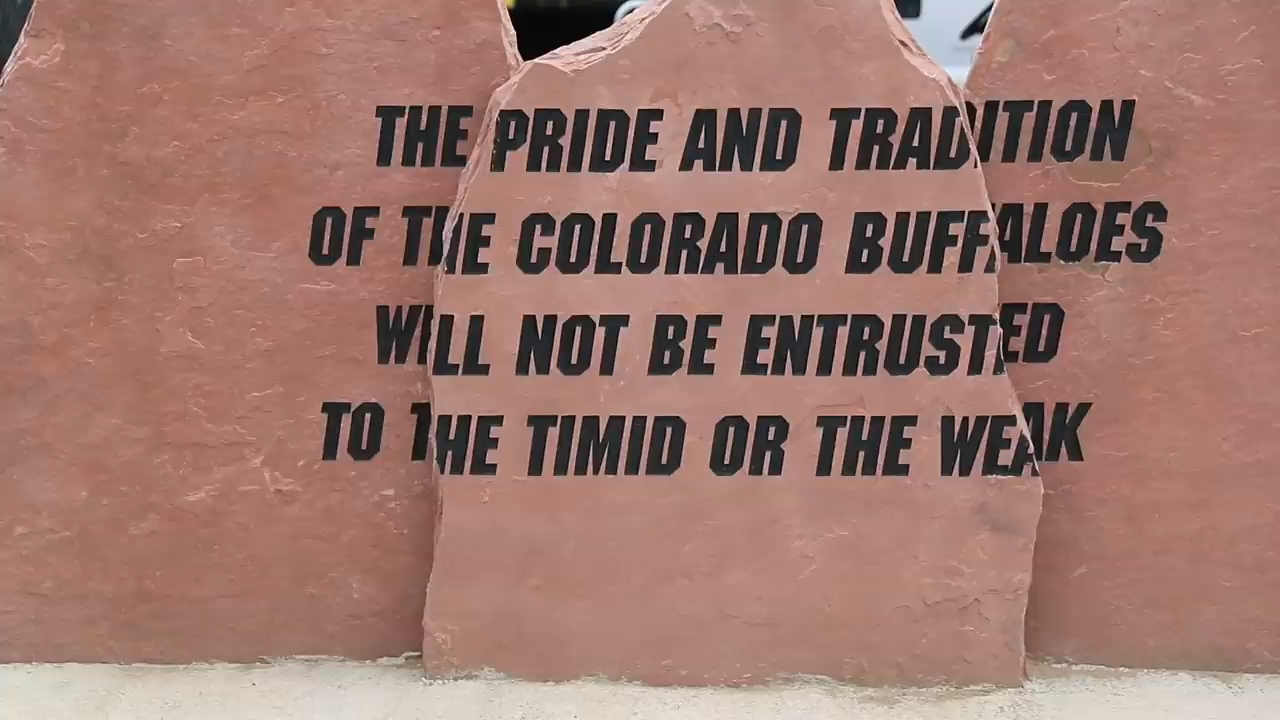 THE PRIDE AND TRADITION
OF THE COLORADO BUFFALOES
WILL NOT BE ENTRUSTED
TO THE TIMID OR THE WEAK